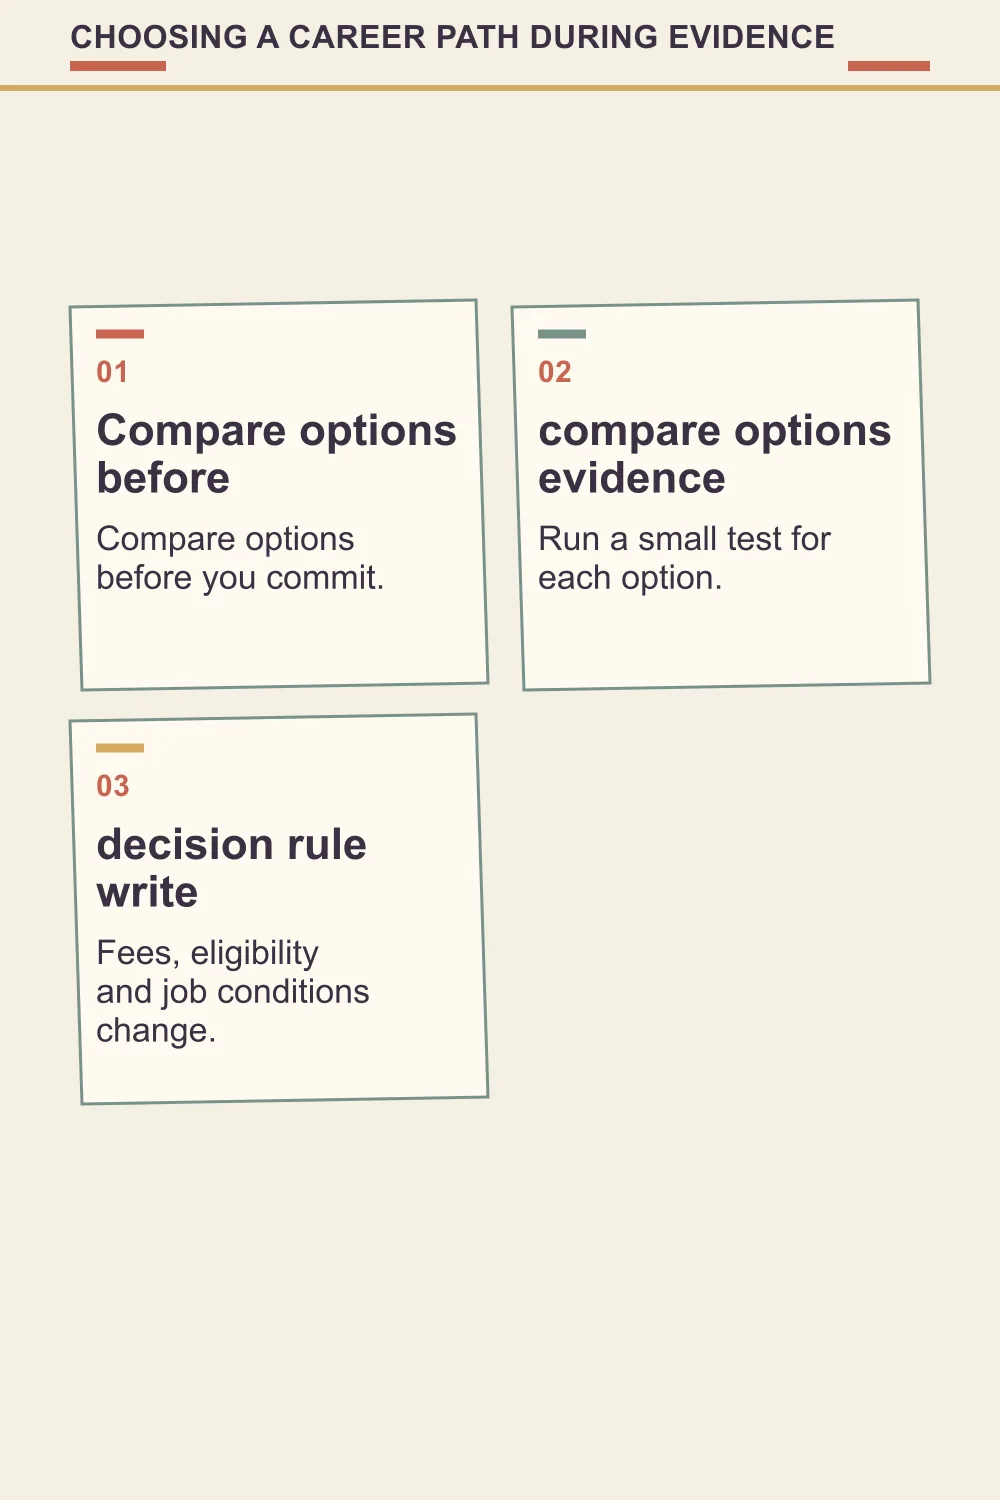 CHOOSING A CAREER PATH DURING EVIDENCE
01
Compare options
before
Compare options
before you commit.
02
compare options
evidence
Run a small test for
each option.
03
decision rule
write
Fees, eligibility
and job conditions
change.